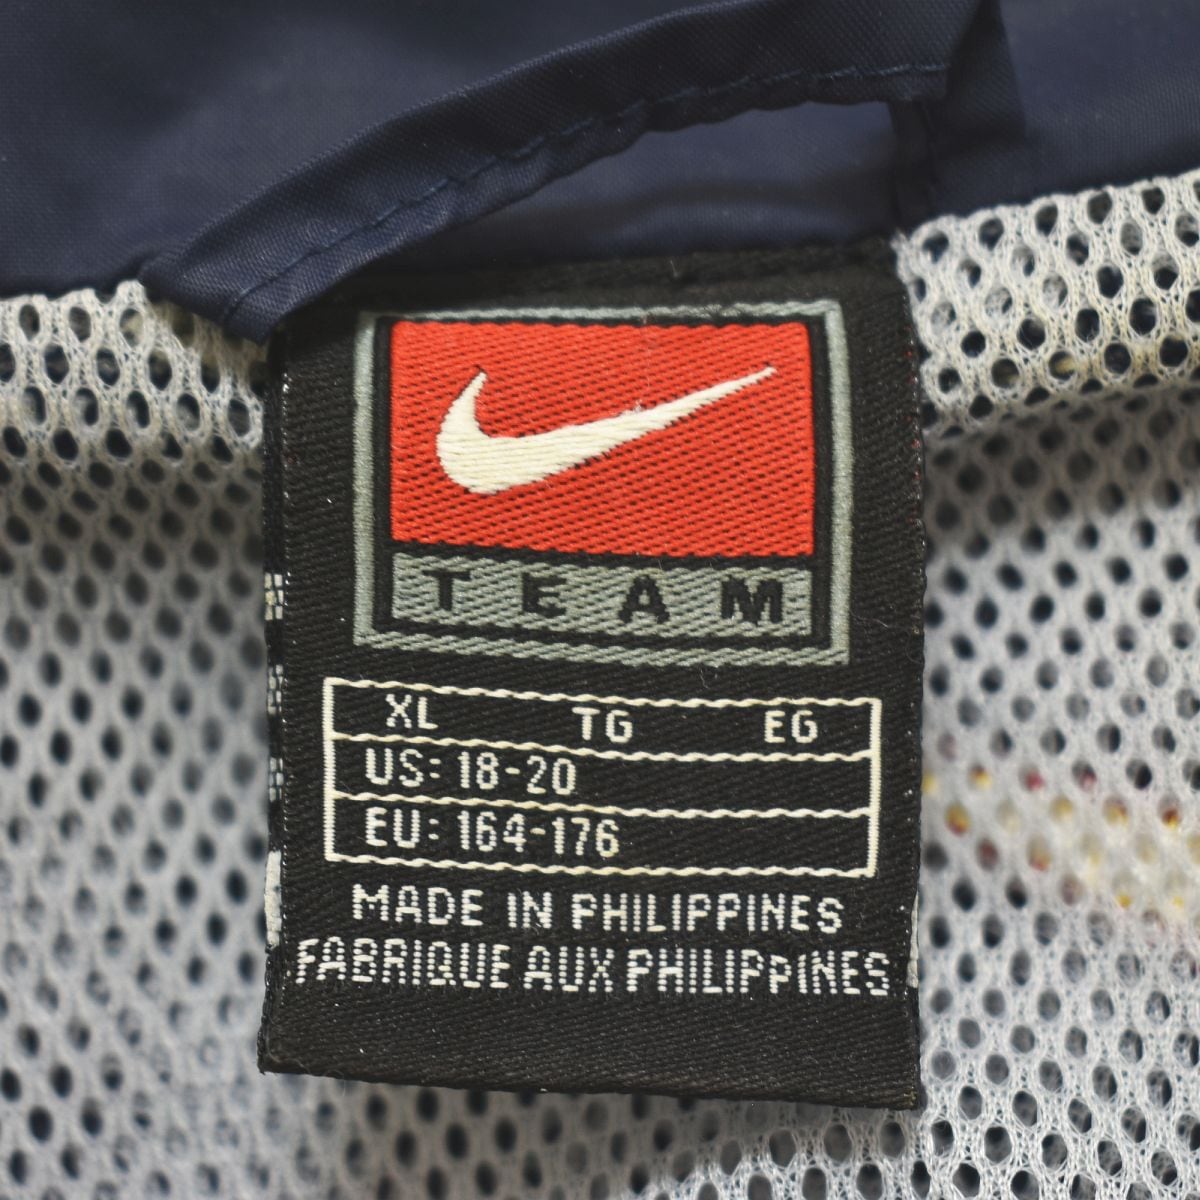 TEAM
XL TG EG
US: 18-20
EU: 164-176
MADE IN PHILIPPINES
FABRIQUE AUX PHILIPPINES